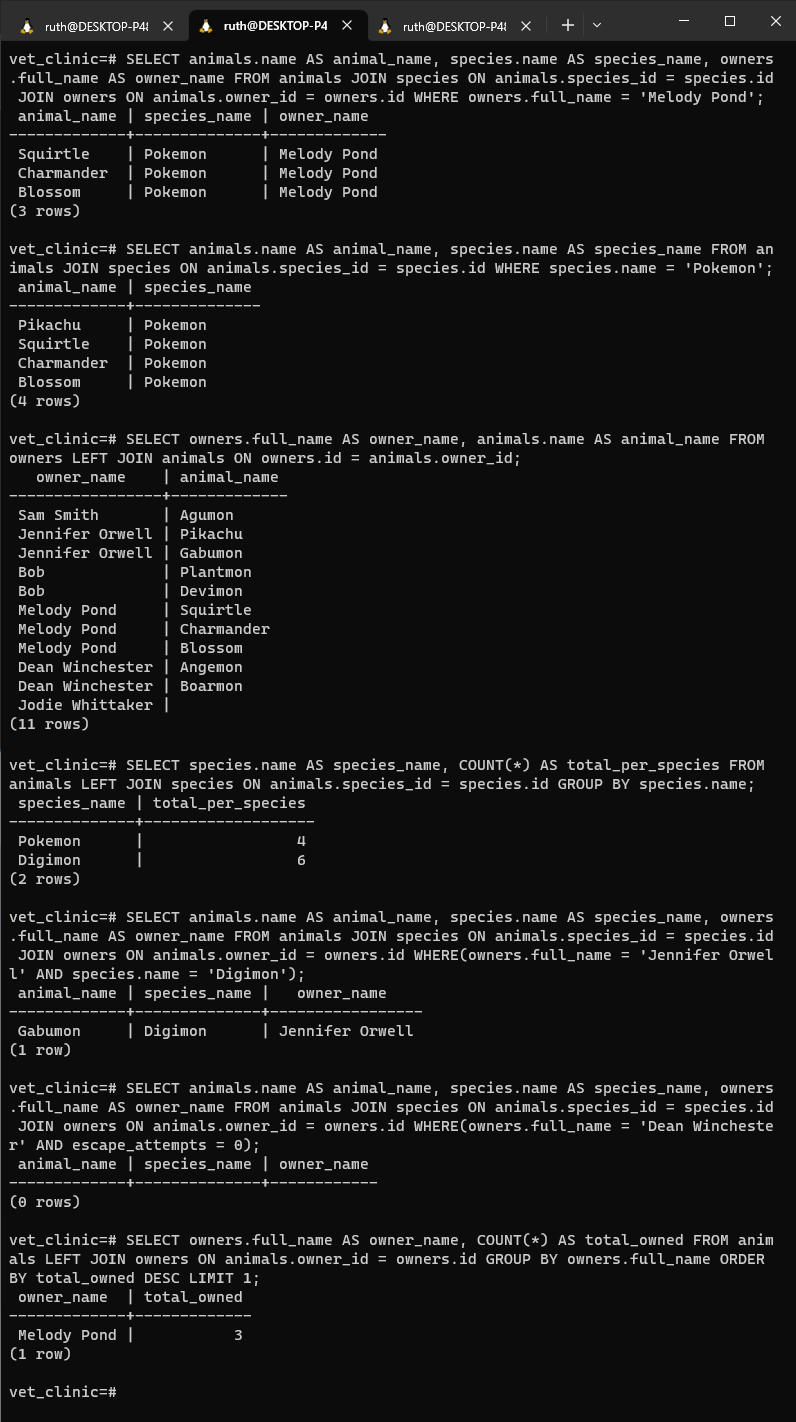 ruth@DESKTOP-P48
ruth@DESKTOP-P4
ruth@DESKTOP-P48
vet_clinic=# SELECT animals.name AS animal_name, species.name AS species_name, owners
.full_name AS owner_name FROM animals JOIN species ON animals.species_id = species.id
 JOIN owners ON animals.owner_id = owners.id WHERE owners.full_name = 'Melody Pond';
 animal_name | species_name | owner_name
-------------+--------------+-------------
 Squirtle    | Pokemon      | Melody Pond
 Charmander  | Pokemon      | Melody Pond
 Blossom     | Pokemon      | Melody Pond
(3 rows)

vet_clinic=# SELECT animals.name AS animal_name, species.name AS species_name FROM an
imals JOIN species ON animals.species_id = species.id WHERE species.name = 'Pokemon';
 animal_name | species_name
-------------+--------------
 Pikachu     | Pokemon
 Squirtle    | Pokemon
 Charmander  | Pokemon
 Blossom     | Pokemon
(4 rows)

vet_clinic=# SELECT owners.full_name AS owner_name, animals.name AS animal_name FROM
owners LEFT JOIN animals ON owners.id = animals.owner_id;
   owner_name    | animal_name
-----------------+-------------
 Sam Smith       | Agumon
 Jennifer Orwell | Pikachu
 Jennifer Orwell | Gabumon
 Bob             | Plantmon
 Bob             | Devimon
 Melody Pond     | Squirtle
 Melody Pond     | Charmander
 Melody Pond     | Blossom
 Dean Winchester | Angemon
 Dean Winchester | Boarmon
 Jodie Whittaker |
(11 rows)

vet_clinic=# SELECT species.name AS species_name, COUNT(*) AS total_per_species FROM
animals LEFT JOIN species ON animals.species_id = species.id GROUP BY species.name;
 species_name | total_per_species
--------------+-------------------
 Pokemon      |                 4
 Digimon      |                 6
(2 rows)

vet_clinic=# SELECT animals.name AS animal_name, species.name AS species_name, owners
.full_name AS owner_name FROM animals JOIN species ON animals.species_id = species.id
 JOIN owners ON animals.owner_id = owners.id WHERE(owners.full_name = 'Jennifer Orwel
l' AND species.name = 'Digimon');
 animal_name | species_name |   owner_name
-------------+--------------+-----------------
 Gabumon     | Digimon      | Jennifer Orwell
(1 row)

vet_clinic=# SELECT animals.name AS animal_name, species.name AS species_name, owners
.full_name AS owner_name FROM animals JOIN species ON animals.species_id = species.id
 JOIN owners ON animals.owner_id = owners.id WHERE(owners.full_name = 'Dean Wincheste
r' AND escape_attempts = 0);
 animal_name | species_name | owner_name
-------------+--------------+------------
(0 rows)

vet_clinic=# SELECT owners.full_name AS owner_name, COUNT(*) AS total_owned FROM anim
als LEFT JOIN owners ON animals.owner_id = owners.id GROUP BY owners.full_name ORDER
BY total_owned DESC LIMIT 1;
 owner_name  | total_owned
-------------+-------------
 Melody Pond |           3
(1 row)

vet_clinic=#